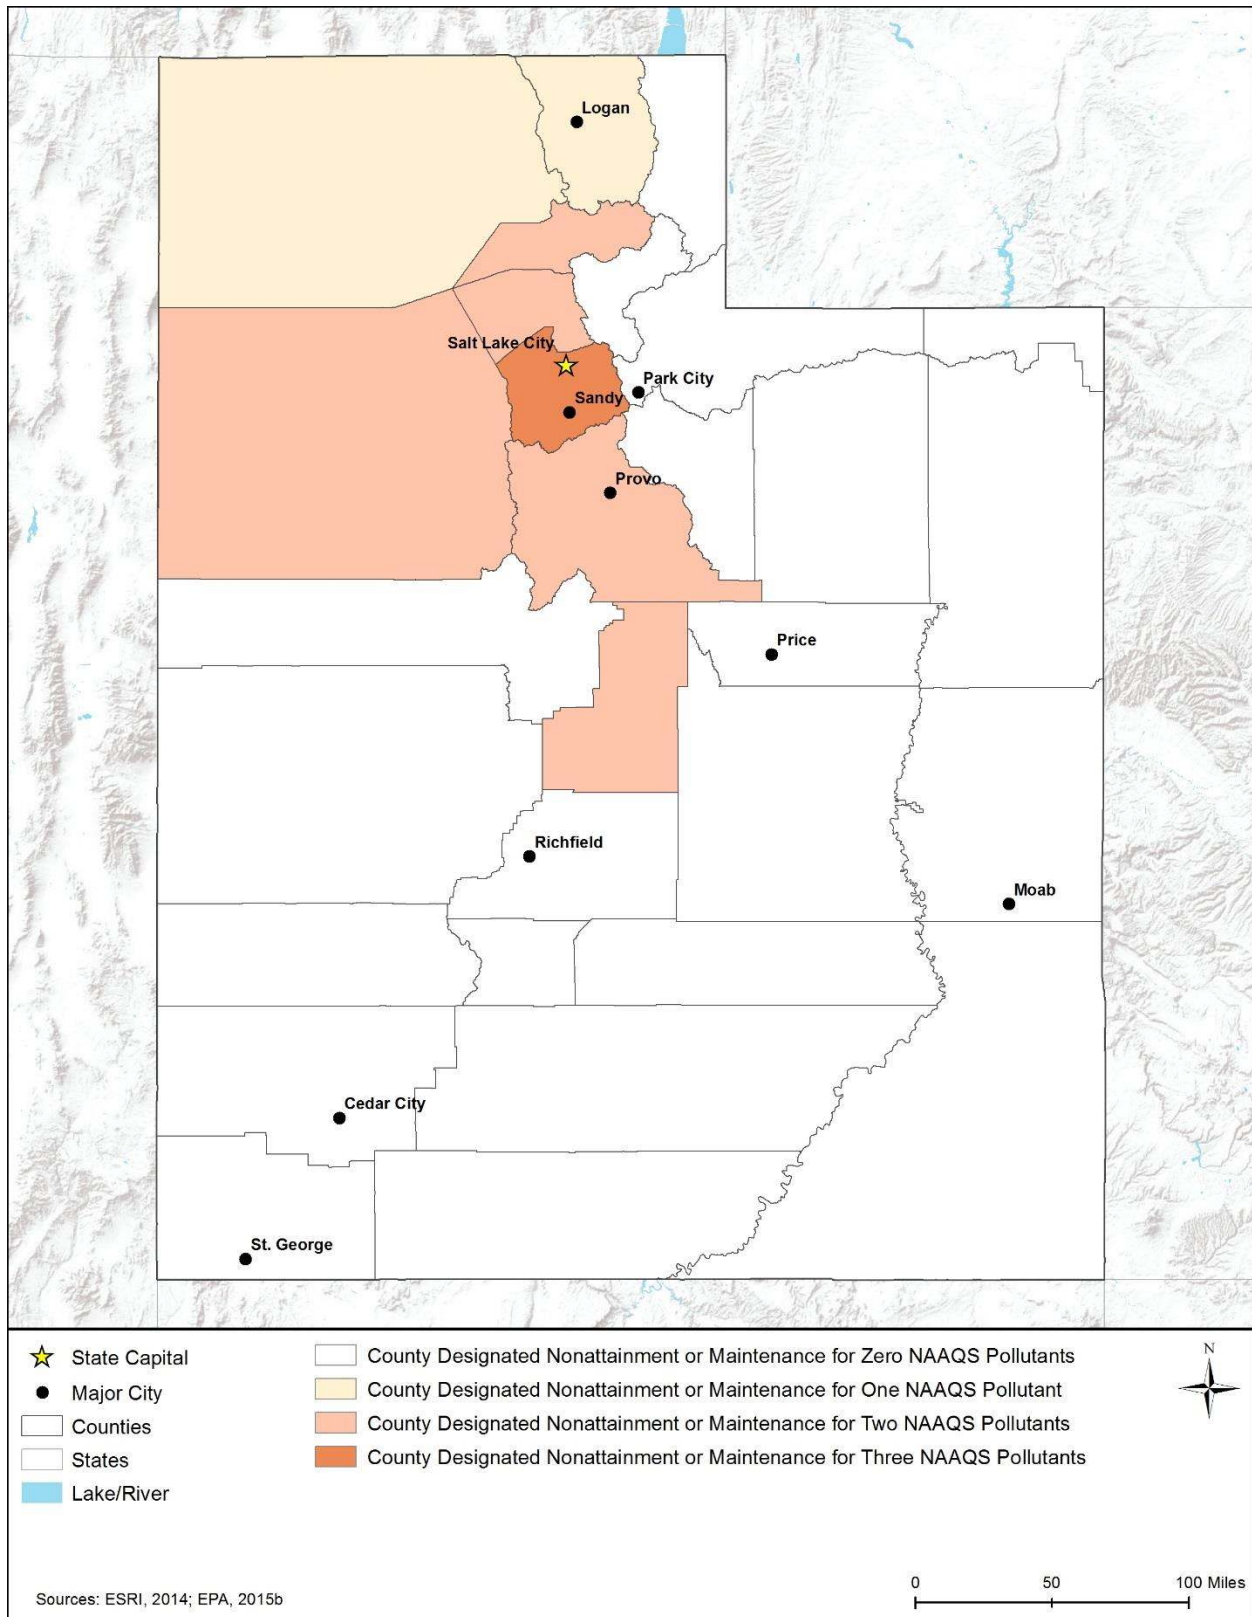 Logan
Salt Lake City
Park City
Sandy
Provo
Price
Richfield
Moab
Cedar City
St. George
State Capital
Major City
Counties
States
Lake/River
County Designated Nonattainment or Maintenance for Zero NAAQS Pollutants
County Designated Nonattainment or Maintenance for One NAAQS Pollutant
County Designated Nonattainment or Maintenance for Two NAAQS Pollutants
County Designated Nonattainment or Maintenance for Three NAAQS Pollutants
N
Sources: ESRI, 2014; EPA, 2015b
0 50 100 Miles